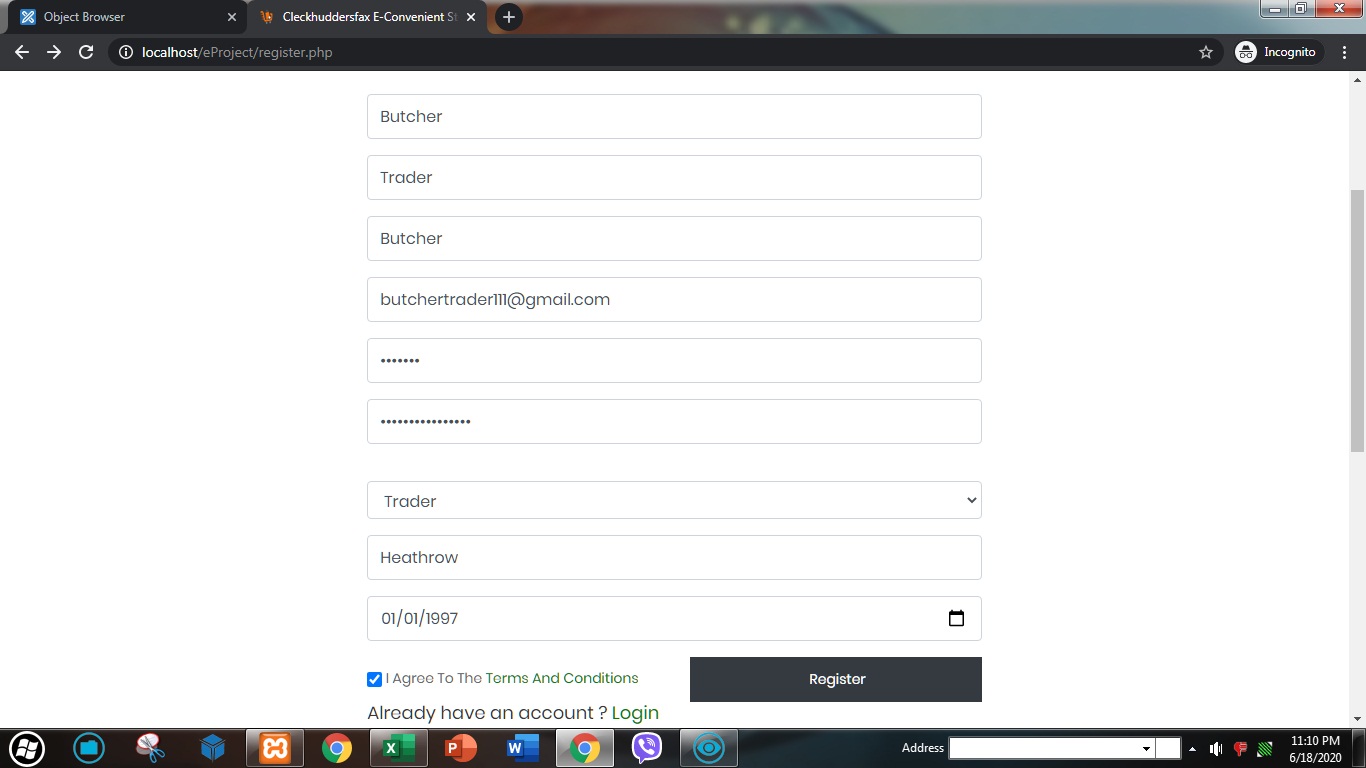 Object Browser
Cleckhuddersfax E-Convenient St
localhost/eProject/register.php
Incognito
Butcher
Trader
Butcher
butchertrader111@gmail.com
•••••••
••••••••••••••••
Trader
Heathrow
01/01/1997
I Agree To The Terms And Conditions
Register
Already have an account ? Login
Address
11:10 PM
6/18/2020